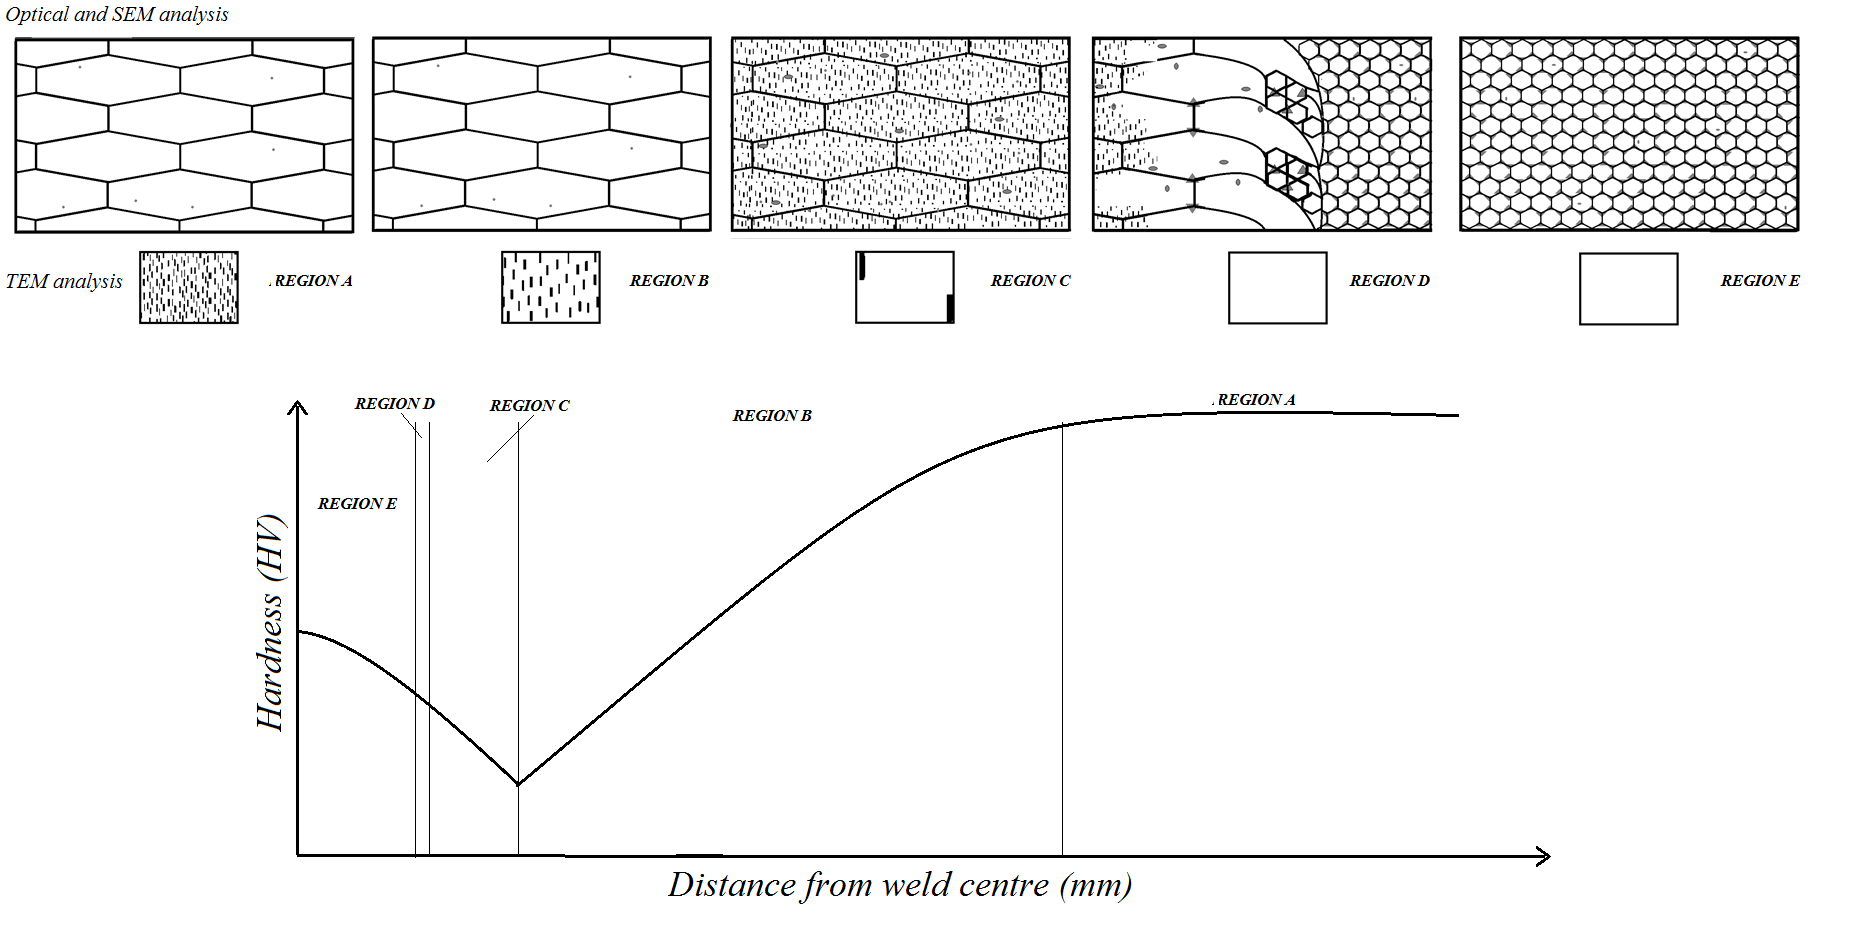 Optical and SEM analysis
TEM analysis
.REGION A
REGION B
REGION C
REGION D
REGION E
REGION D
REGION C
REGION B
.REGION A
REGION E
Hardness (HV)
Distance from weld centre (mm)